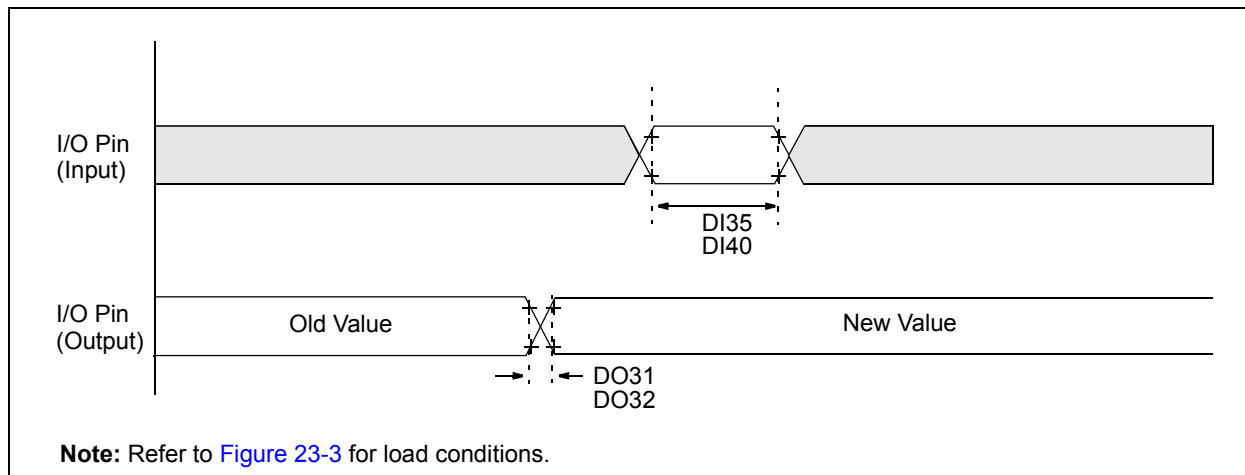 I/O Pin
(Input)
DI35
DI40
I/O Pin
(Output)
Old Value
New Value
DO31
DO32
Note: Refer to Figure 23-3 for load conditions.